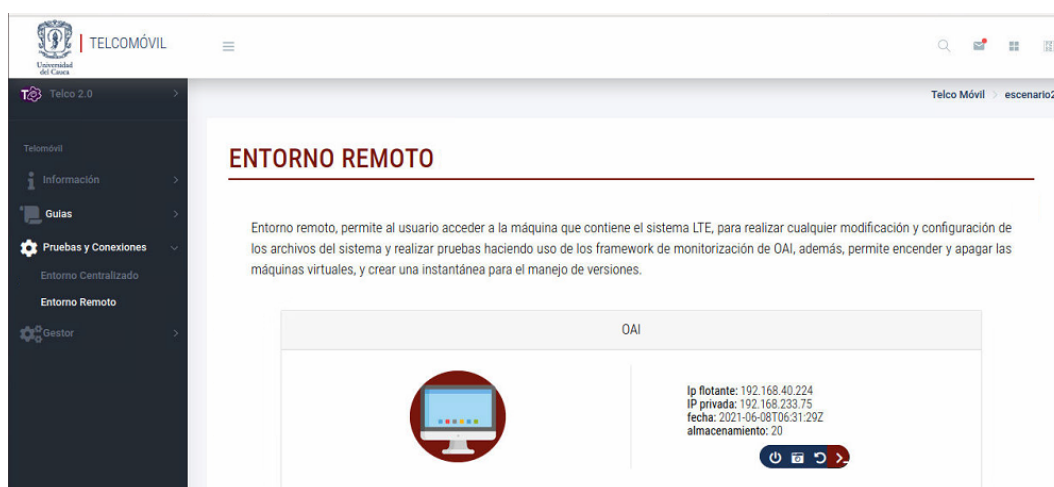 TELCOMÓVIL
Universidad
del Cauca
Telco 2.0
Telco Móvil > escenario2
Telomóvil
Información
Guías
Pruebas y Conexiones
Entorno Centralizado
Entorno Remoto
Gestor
ENTORNO REMOTO
Entorno remoto, permite al usuario acceder a la máquina que contiene el sistema LTE, para realizar cualquier modificación y configuración de
los archivos del sistema y realizar pruebas haciendo uso de los framework de monitorización de OAI, además, permite encender y apagar las
máquinas virtuales, y crear una instantánea para el manejo de versiones.
OAI
Ip flotante: 192.168.40.224
IP privada: 192.168.233.75
fecha: 2021-06-08T06:31:29Z
almacenamiento: 20